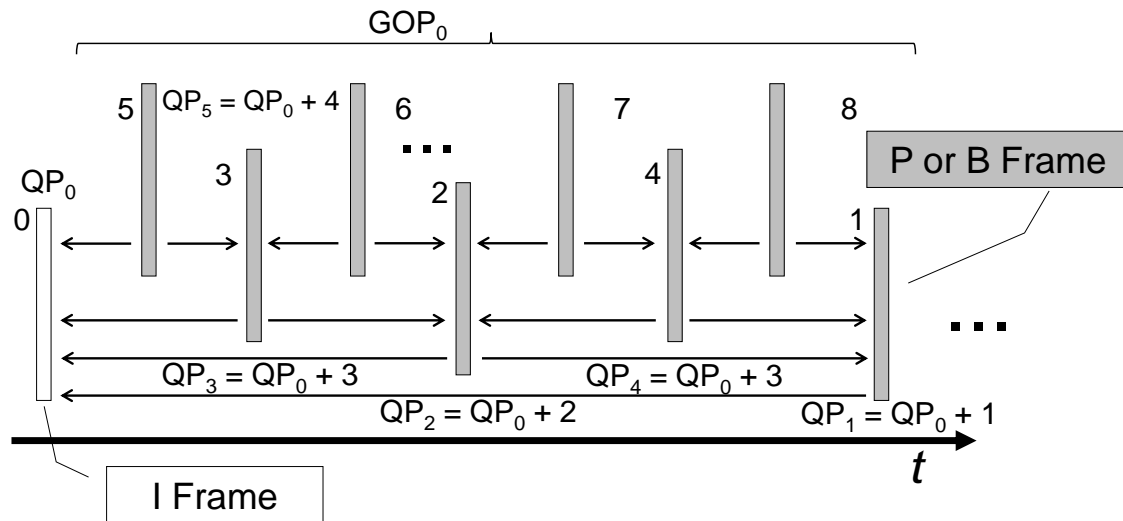 GOP₀
5 QP₅ = QP₀ + 4 6 7 8
...
P or B Frame
3 4
QP₀ 2
0 1
...
QP₃ = QP₀ + 3 QP₄ = QP₀ + 3
QP₂ = QP₀ + 2 QP₁ = QP₀ + 1
t
I Frame